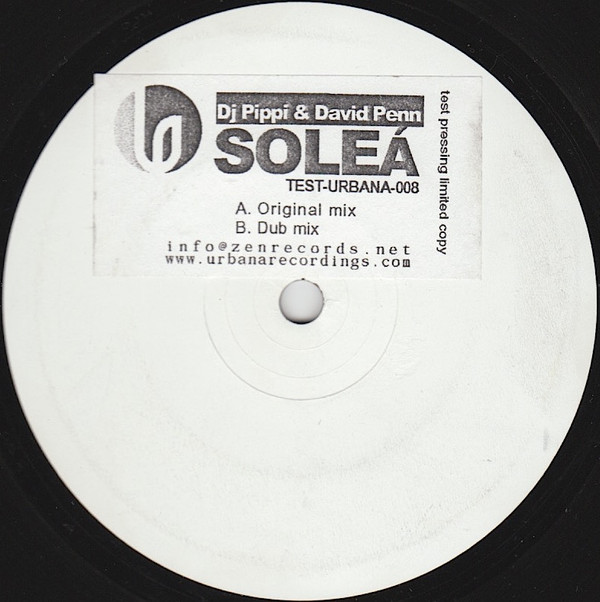 Dj Pippi & David Penn
SOLEÁ
TEST-URBANA-008
A. Original mix
B. Dub mix
info@zenrecords.net
www.urbanarecordings.com
test pressing limited copy